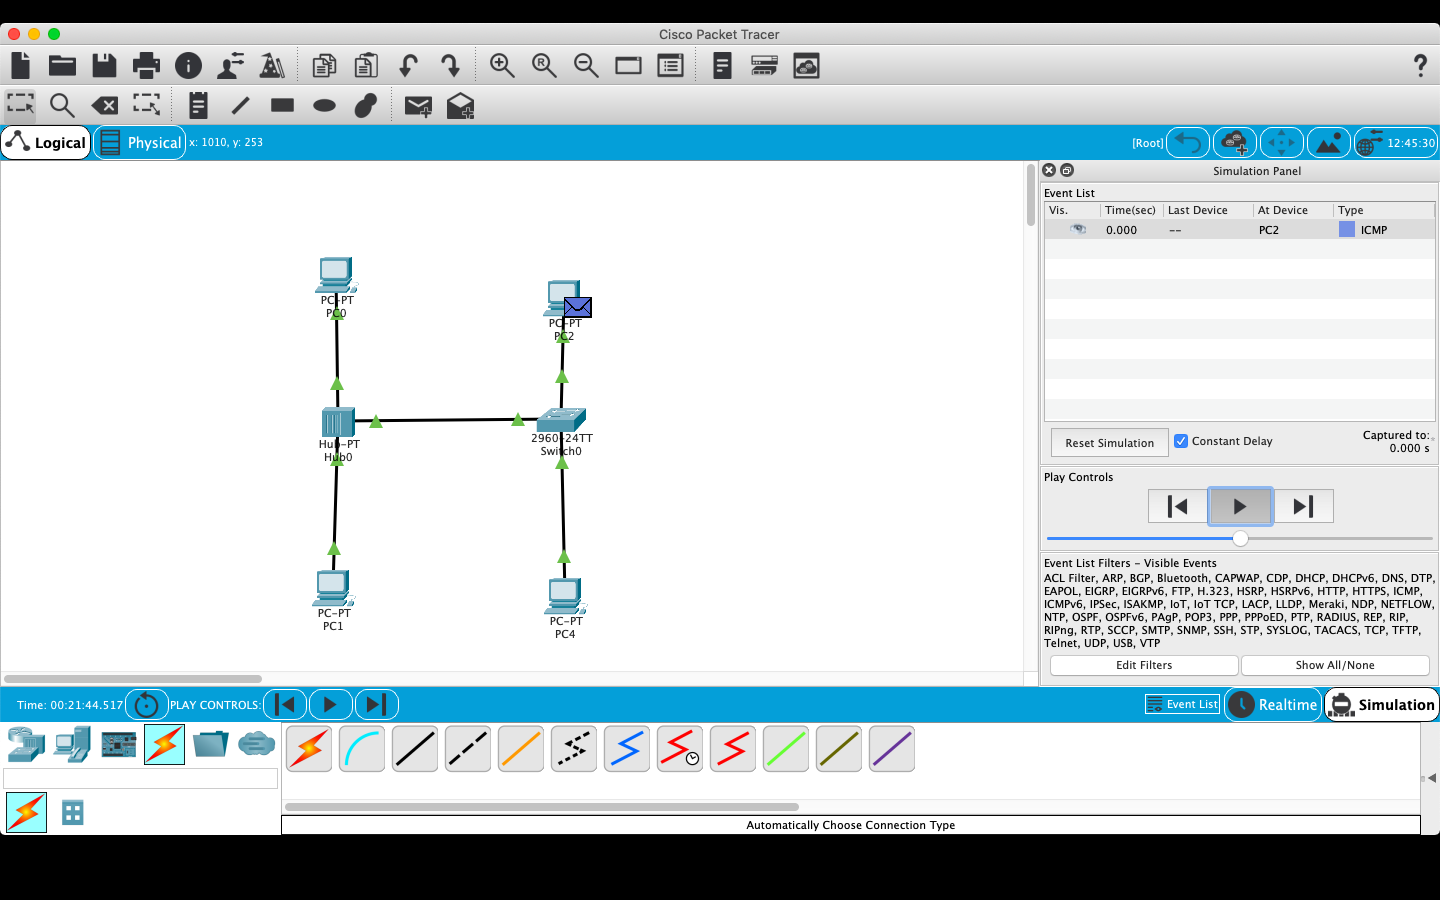 Cisco Packet Tracer
Logical
Physical
x: 1010, y: 253
[Root]
12:45:30
Simulation Panel
Event List
Vis. Time(sec) Last Device At Device Type
0.000 -- PC2 ICMP
PC-PT
PC0
PC-PT
PC2
Hub-PT
Hub0
2960-24TT
Switch0
PC-PT
PC1
PC-PT
PC4
Reset Simulation
Constant Delay
Captured to:
0.000 s
Play Controls
Event List Filters - Visible Events
ACL Filter, ARP, BGP, Bluetooth, CAPWAP, CDP, DHCP, DHCPv6, DNS, DTP,
EAPOL, EIGRP, EIGRPv6, FTP, H.323, HSRP, HSRPv6, HTTP, HTTPS, ICMP,
ICMPv6, IPSec, ISAKMP, IoT, IoT TCP, LACP, LLDP, Meraki, NDP, NETFLOW,
NTP, OSPF, OSPFv6, PAgP, POP3, PPP, PPPoED, PTP, RADIUS, REP, RIP,
RIPng, RTP, SCCP, SMTP, SNMP, SSH, STP, SYSLOG, TACACS, TCP, TFTP,
Telnet, UDP, USB, VTP
Edit Filters
Show All/None
Time: 00:21:44.517
PLAY CONTROLS:
Event List
Realtime
Simulation
Automatically Choose Connection Type